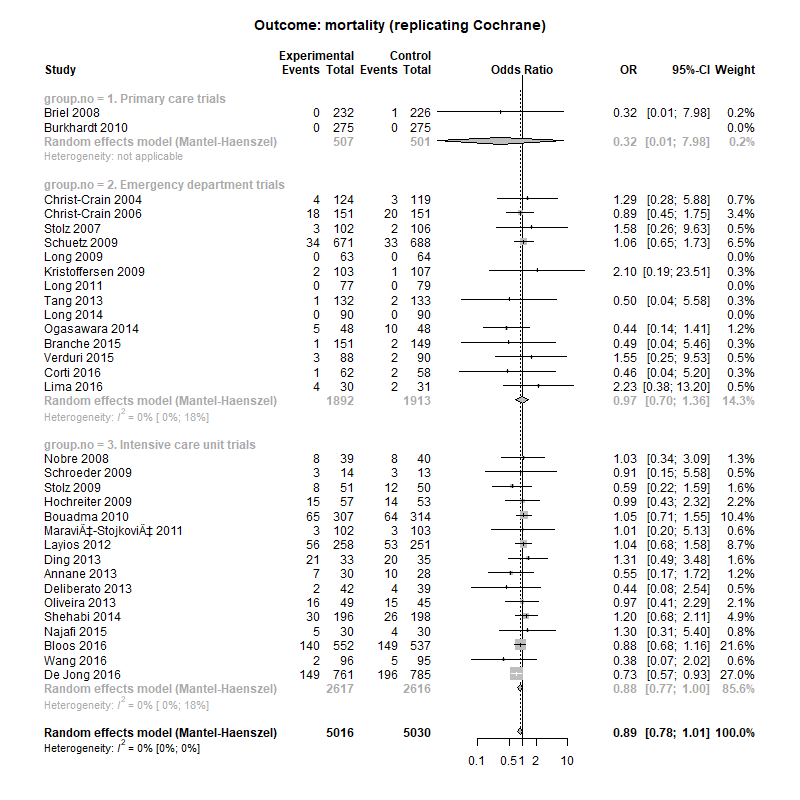 Outcome: mortality (replicating Cochrane)
Experimental Control
Study Events Total Events Total Odds Ratio OR 95%-CI Weight
group.no = 1. Primary care trials
Briel 2008 0 232 1 226 0.32 [0.01; 7.98] 0.2%
Burkhardt 2010 0 275 0 275 0.0%
Random effects model (Mantel-Haenszel) 507 501 0.32 [0.01; 7.98] 0.2%
Heterogeneity: not applicable
group.no = 2. Emergency department trials
Christ-Crain 2004 4 124 3 119 1.29 [0.28; 5.88] 0.7%
Christ-Crain 2006 18 151 20 151 0.89 [0.45; 1.75] 3.4%
Stolz 2007 3 102 2 106 1.58 [0.26; 9.63] 0.5%
Schuetz 2009 34 671 33 688 1.06 [0.65; 1.73] 6.5%
Long 2009 0 63 0 64 0.0%
Kristoffersen 2009 2 103 1 107 2.10 [0.19; 23.51] 0.3%
Long 2011 0 77 0 79 0.0%
Tang 2013 1 132 2 133 0.50 [0.04; 5.58] 0.3%
Long 2014 0 90 0 90 0.0%
Ogasawara 2014 5 48 10 48 0.44 [0.14; 1.41] 1.2%
Branche 2015 1 151 2 149 0.49 [0.04; 5.46] 0.3%
Verduri 2015 3 88 2 90 1.55 [0.25; 9.53] 0.5%
Corti 2016 1 62 2 58 0.46 [0.04; 5.20] 0.3%
Lima 2016 4 30 2 31 2.23 [0.38; 13.20] 0.5%
Random effects model (Mantel-Haenszel) 1892 1913 0.97 [0.70; 1.36] 14.3%
Heterogeneity: I² = 0% [ 0%; 18%]
group.no = 3. Intensive care unit trials
Nobre 2008 8 39 8 40 1.03 [0.34; 3.09] 1.3%
Schroeder 2009 3 14 3 13 0.91 [0.15; 5.58] 0.5%
Stolz 2009 8 51 12 50 0.59 [0.22; 1.59] 1.6%
Hochreiter 2009 15 57 14 53 0.99 [0.43; 2.32] 2.2%
Bouadma 2010 65 307 64 314 1.05 [0.71; 1.55] 10.4%
MaraviÄ‡-StojkoviÄ‡ 2011 3 102 3 103 1.01 [0.20; 5.13] 0.6%
Layios 2012 56 258 53 251 1.04 [0.68; 1.58] 8.7%
Ding 2013 21 33 20 35 1.31 [0.49; 3.48] 1.6%
Annane 2013 7 30 10 28 0.55 [0.17; 1.72] 1.2%
Deliberato 2013 2 42 4 39 0.44 [0.08; 2.54] 0.5%
Oliveira 2013 16 49 15 45 0.97 [0.41; 2.29] 2.1%
Shehabi 2014 30 196 26 198 1.20 [0.68; 2.11] 4.9%
Najafi 2015 5 30 4 30 1.30 [0.31; 5.40] 0.8%
Bloos 2016 140 552 149 537 0.88 [0.68; 1.16] 21.6%
Wang 2016 2 96 5 95 0.38 [0.07; 2.02] 0.6%
De Jong 2016 149 761 196 785 0.73 [0.57; 0.93] 27.0%
Random effects model (Mantel-Haenszel) 2617 2616 0.88 [0.77; 1.00] 85.6%
Heterogeneity: I² = 0% [ 0%; 18%]
Random effects model (Mantel-Haenszel) 5016 5030 0.89 [0.78; 1.01] 100.0%
Heterogeneity: I² = 0% [0%; 0%]
0.1 0.5 1 2 10